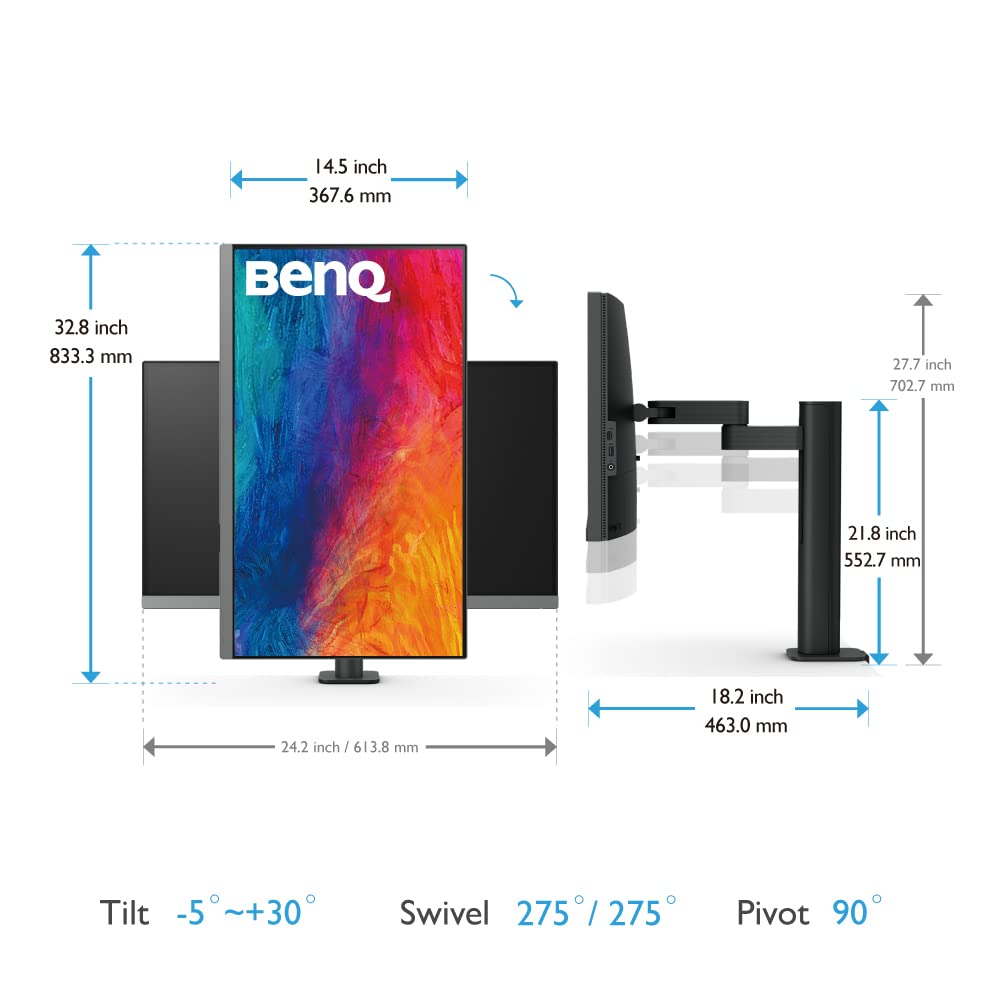 14.5 inch
367.6 mm
BenQ
32.8 inch
833.3 mm
27.7 inch
702.7 mm
21.8 inch
552.7 mm
18.2 inch
463.0 mm
24.2 inch / 613.8 mm
Tilt -5°~+30° Swivel 275°/ 275° Pivot 90°